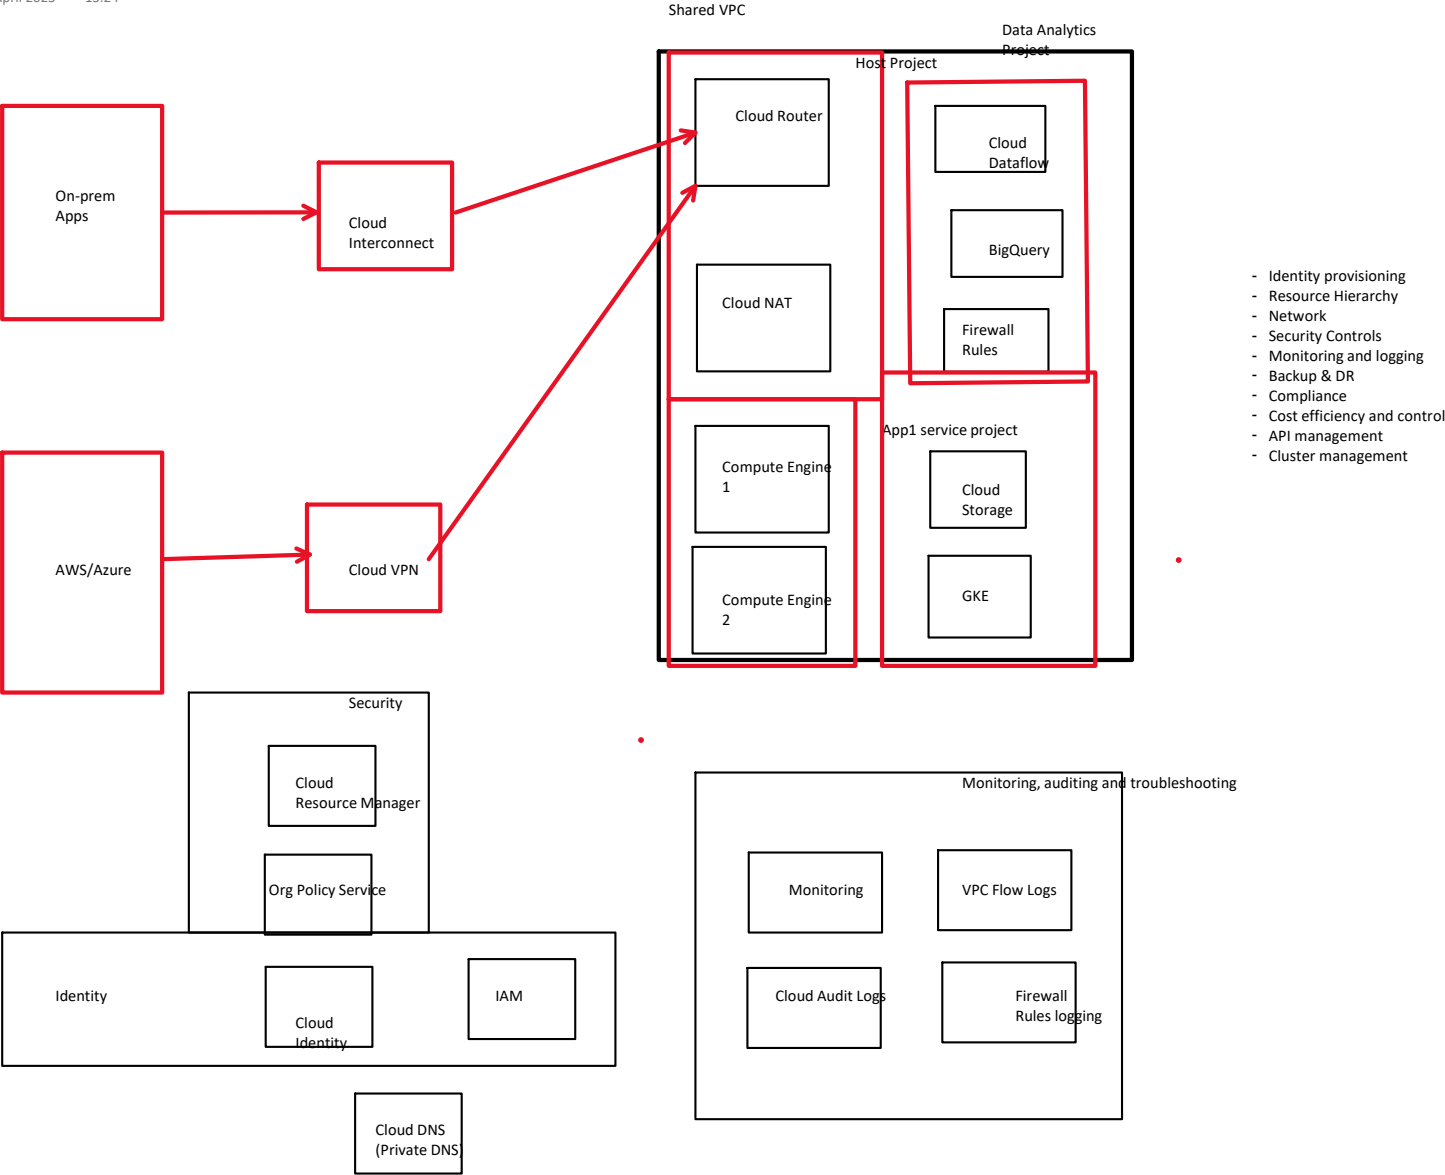 Shared VPC
Data Analytics
Project
Host Project
Cloud Router
Cloud
Dataflow
On-prem
Apps
Cloud
Interconnect
BigQuery
Cloud NAT
Firewall
Rules
- Identity provisioning
- Resource Hierarchy
- Network
- Security Controls
- Monitoring and logging
- Backup & DR
- Compliance
- Cost efficiency and control
- API management
- Cluster management
App1 service project
Compute Engine
1
Cloud
Storage
AWS/Azure
Cloud VPN
Compute Engine
2
GKE
Security
Cloud
Resource Manager
Org Policy Service
Identity
Cloud
Identity
IAM
Monitoring, auditing and troubleshooting
Monitoring
VPC Flow Logs
Cloud Audit Logs
Firewall
Rules logging
Cloud DNS
(Private DNS)